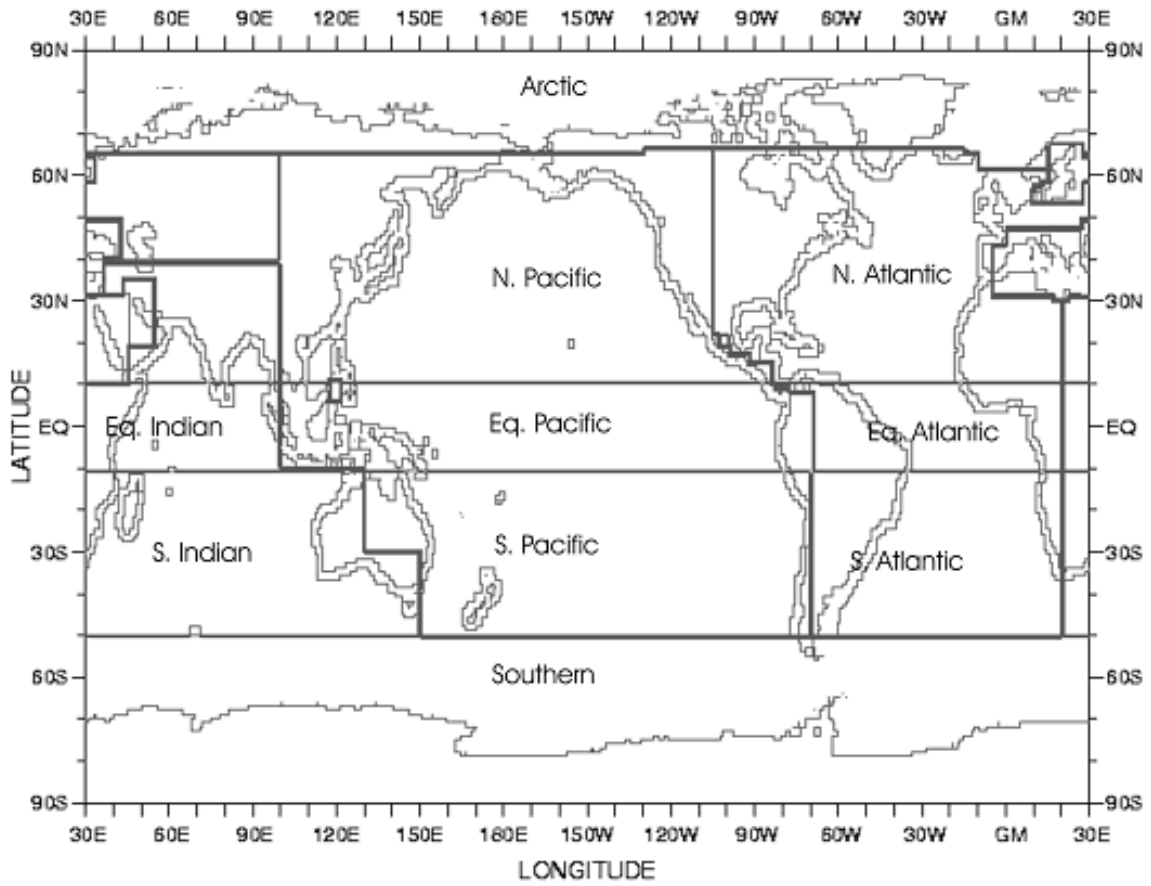 30E 60E 90E 120E 150E 180E 150W 120W 90W 60W 30W GM 30E
90N 90N
Arctic
60N 60N
N. Pacific N. Atlantic
30N 30N
LATITUDE
EQ Eq. Indian Eq. Pacific Eq. Atlantic EQ
30S S. Indian S. Pacific S. Atlantic 30S
Southern
60S 60S
90S 90S
30E 60E 90E 120E 150E 180E 150W 120W 90W 60W 30W GM 30E
LONGITUDE